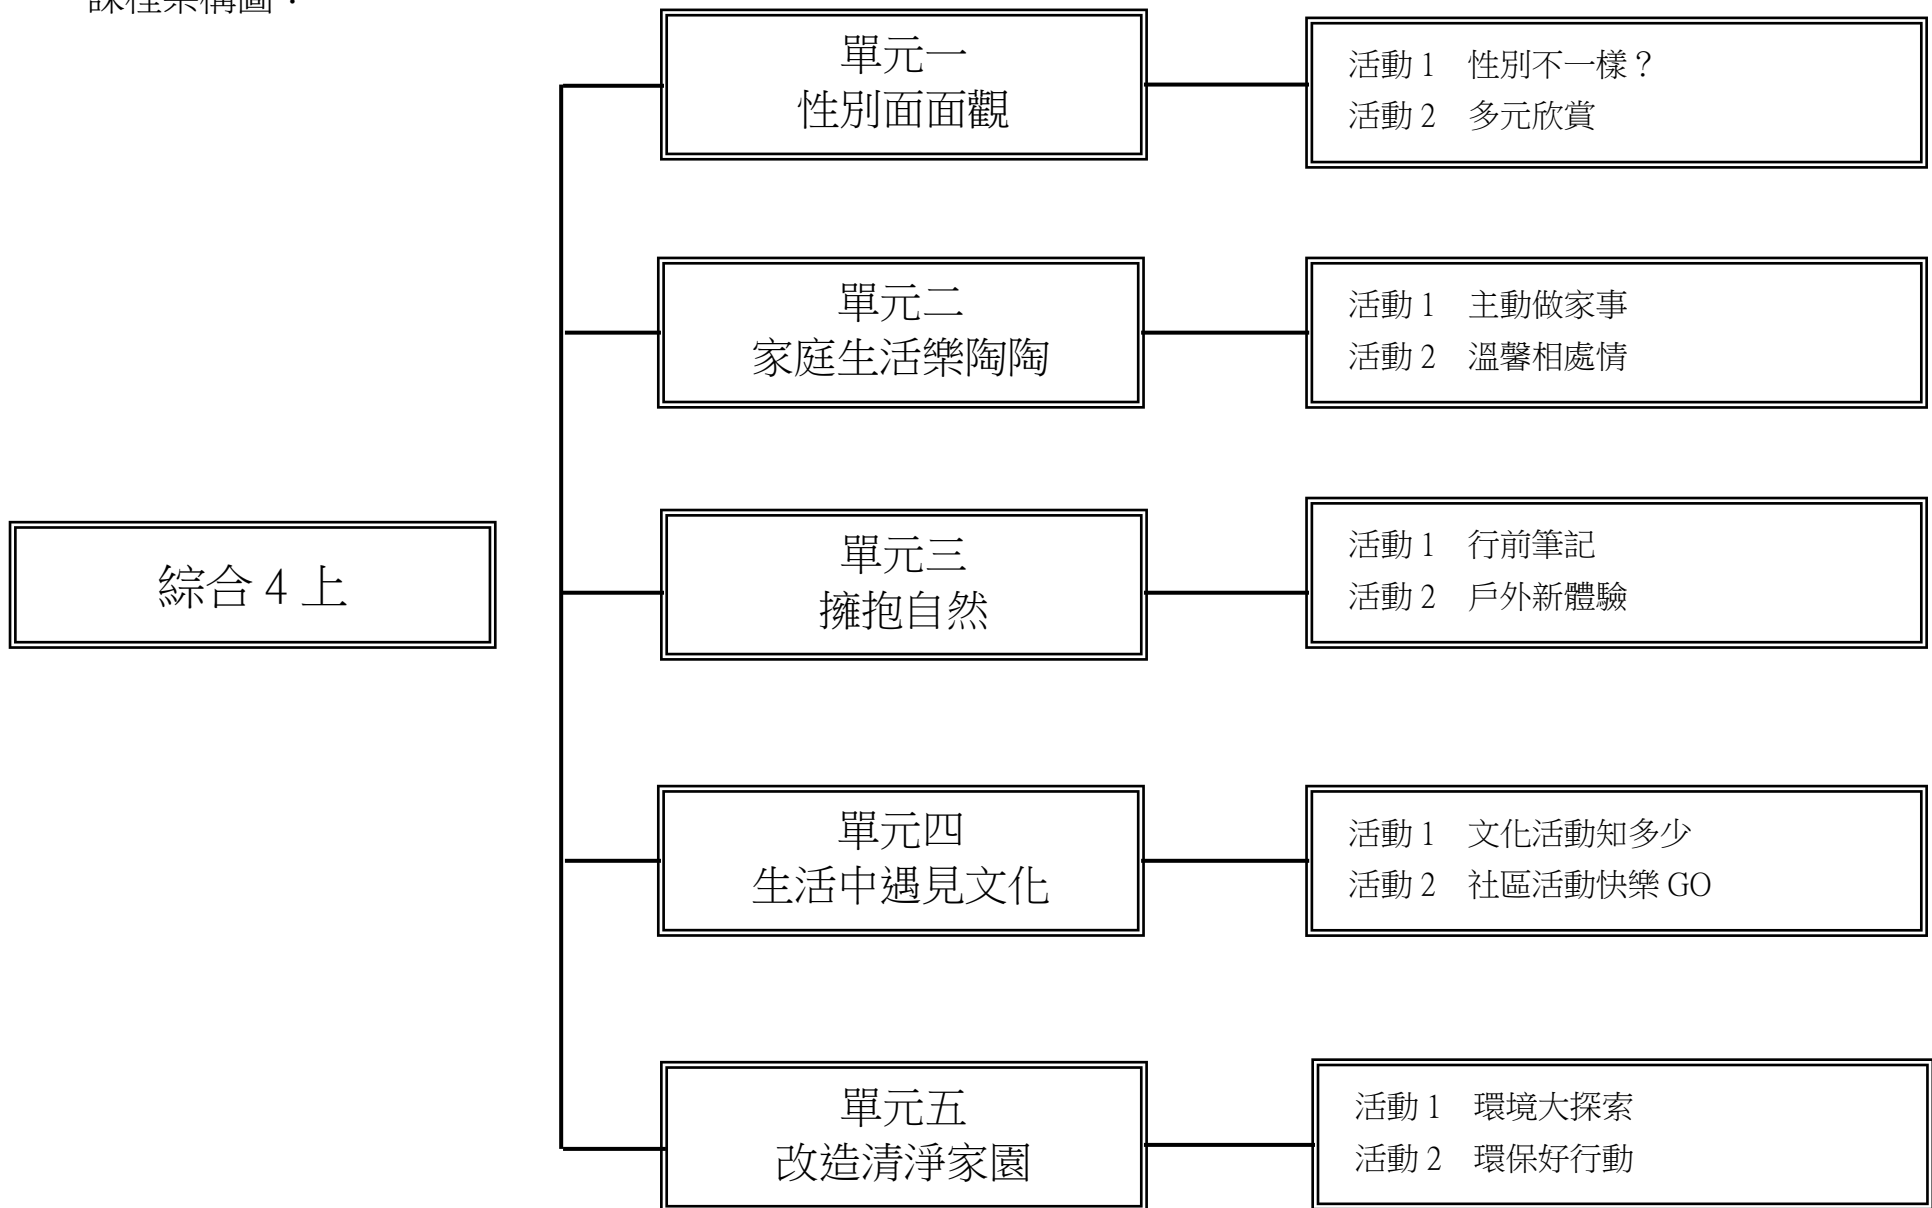 課程架構圖：
單元一
性別面面觀
活動 1　性別不一樣？
活動 2　多元欣賞
單元二
家庭生活樂陶陶
活動 1　主動做家事
活動 2　溫馨相處情
綜合 4 上
單元三
擁抱自然
活動 1　行前筆記
活動 2　戶外新體驗
單元四
生活中遇見文化
活動 1　文化活動知多少
活動 2　社區活動快樂 GO
單元五
改造清淨家園
活動 1　環境大探索
活動 2　環保好行動